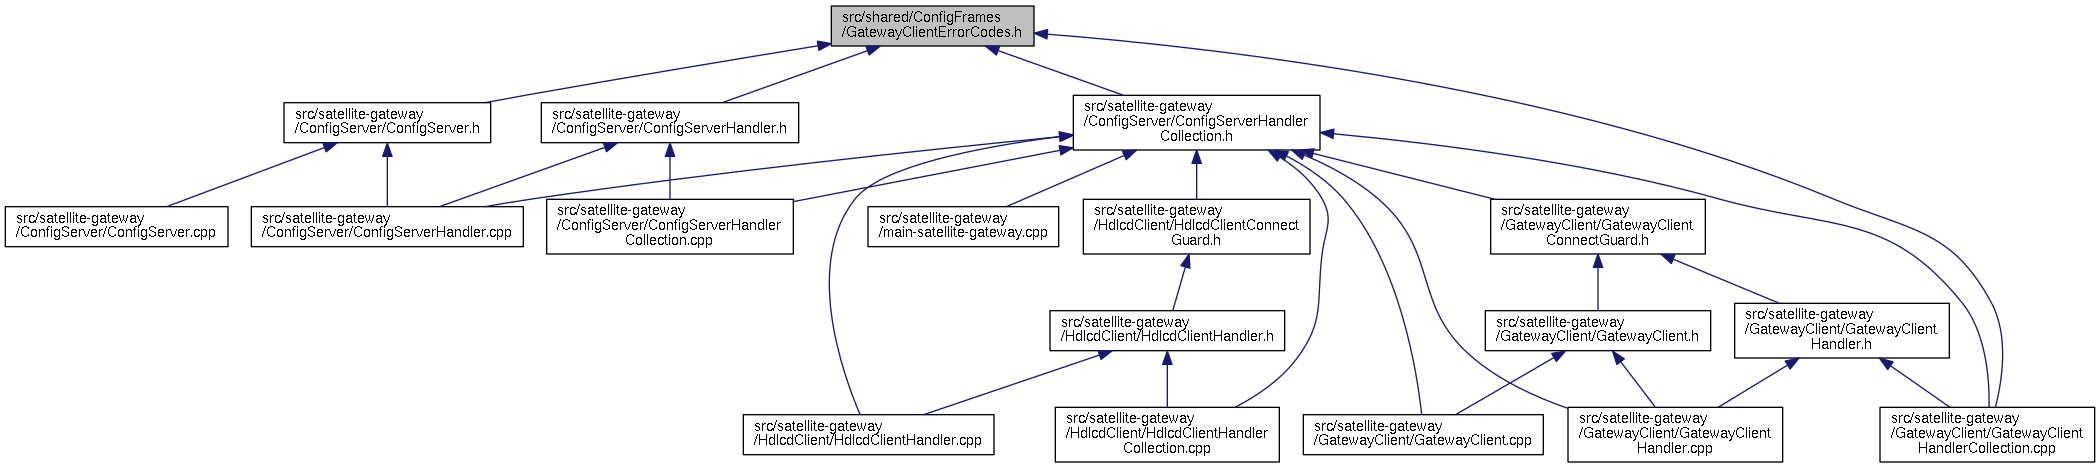 src/shared/ConfigFrames
/GatewayClientErrorCodes.h
src/satellite-gateway
/ConfigServer/ConfigServer.h
src/satellite-gateway
/ConfigServer/ConfigServerHandler.h
src/satellite-gateway
/ConfigServer/ConfigServerHandler
Collection.h
src/satellite-gateway
/ConfigServer/ConfigServer.cpp
src/satellite-gateway
/ConfigServer/ConfigServerHandler.cpp
src/satellite-gateway
/ConfigServer/ConfigServerHandler
Collection.cpp
src/satellite-gateway
/main-satellite-gateway.cpp
src/satellite-gateway
/HdlcdClient/HdlcdClientConnect
Guard.h
src/satellite-gateway
/GatewayClient/GatewayClient
ConnectGuard.h
src/satellite-gateway
/HdlcdClient/HdlcdClientHandler.h
src/satellite-gateway
/GatewayClient/GatewayClient.h
src/satellite-gateway
/GatewayClient/GatewayClient
Handler.h
src/satellite-gateway
/HdlcdClient/HdlcdClientHandler.cpp
src/satellite-gateway
/HdlcdClient/HdlcdClientHandler
Collection.cpp
src/satellite-gateway
/GatewayClient/GatewayClient.cpp
src/satellite-gateway
/GatewayClient/GatewayClient
Handler.cpp
src/satellite-gateway
/GatewayClient/GatewayClient
HandlerCollection.cpp